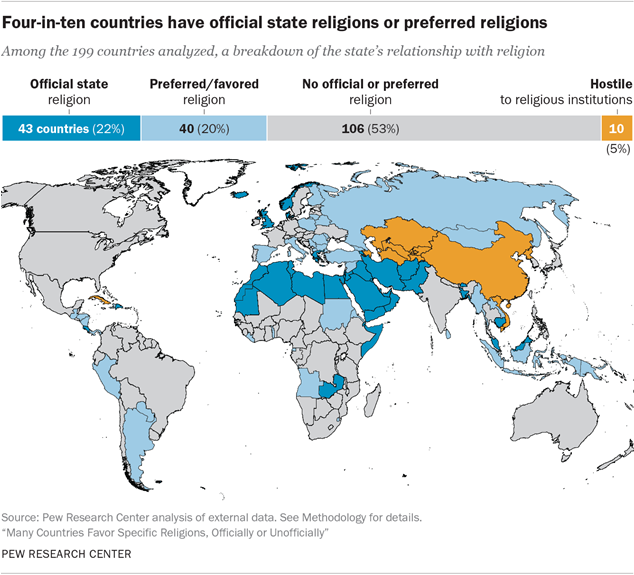 Four-in-ten countries have official state religions or preferred religions
Among the 199 countries analyzed, a breakdown of the state's relationship with religion
Official state
religion
Preferred/favored
religion
No official or preferred
religion
Hostile
to religious institutions
43 countries (22%)
40 (20%)
106 (53%)
10
(5%)
Source: Pew Research Center analysis of external data. See Methodology for details.
"Many Countries Favor Specific Religions, Officially or Unofficially"
PEW RESEARCH CENTER